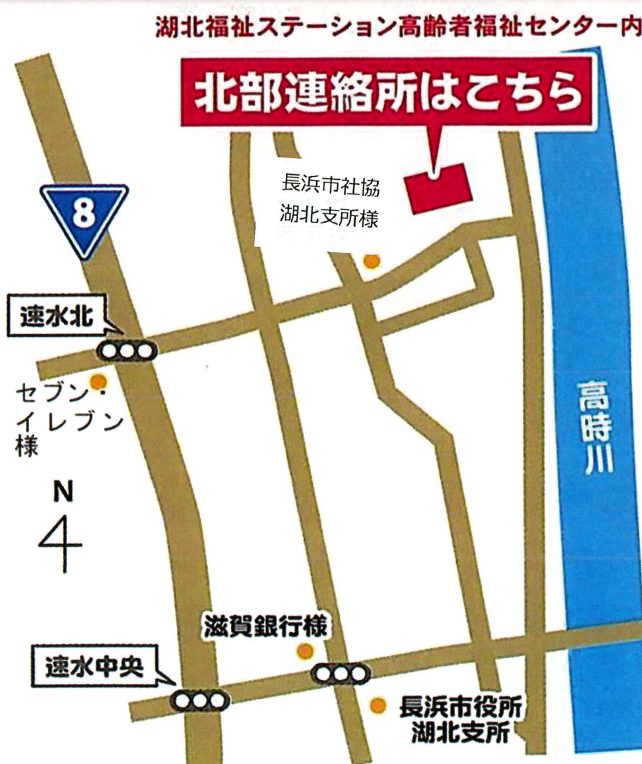 湖北福祉ステーション高齢者福祉センター内
北部連絡所はこちら
長浜市社協
湖北支所様
8
速水北
セブン・
イレブン
様
高時川
N
滋賀銀行様
速水中央
長浜市役所
湖北支所